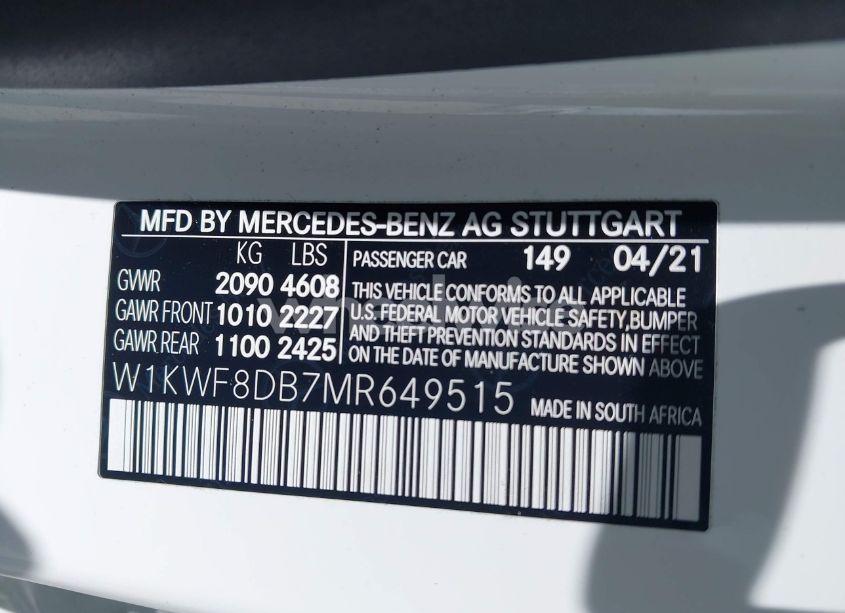 MFD BY MERCEDES-BENZ AG STUTTGART
KG LBS
GVWR 2090 4608
GAWR FRONT 1010 2227
GAWR REAR 1100 2425
PASSENGER CAR 149 04/21
THIS VEHICLE CONFORMS TO ALL APPLICABLE
U.S. FEDERAL MOTOR VEHICLE SAFETY,BUMPER
AND THEFT PREVENTION STANDARDS IN EFFECT
ON THE DATE OF MANUFACTURE SHOWN ABOVE
W1KWF8DB7MR649515 MADE IN SOUTH AFRICA